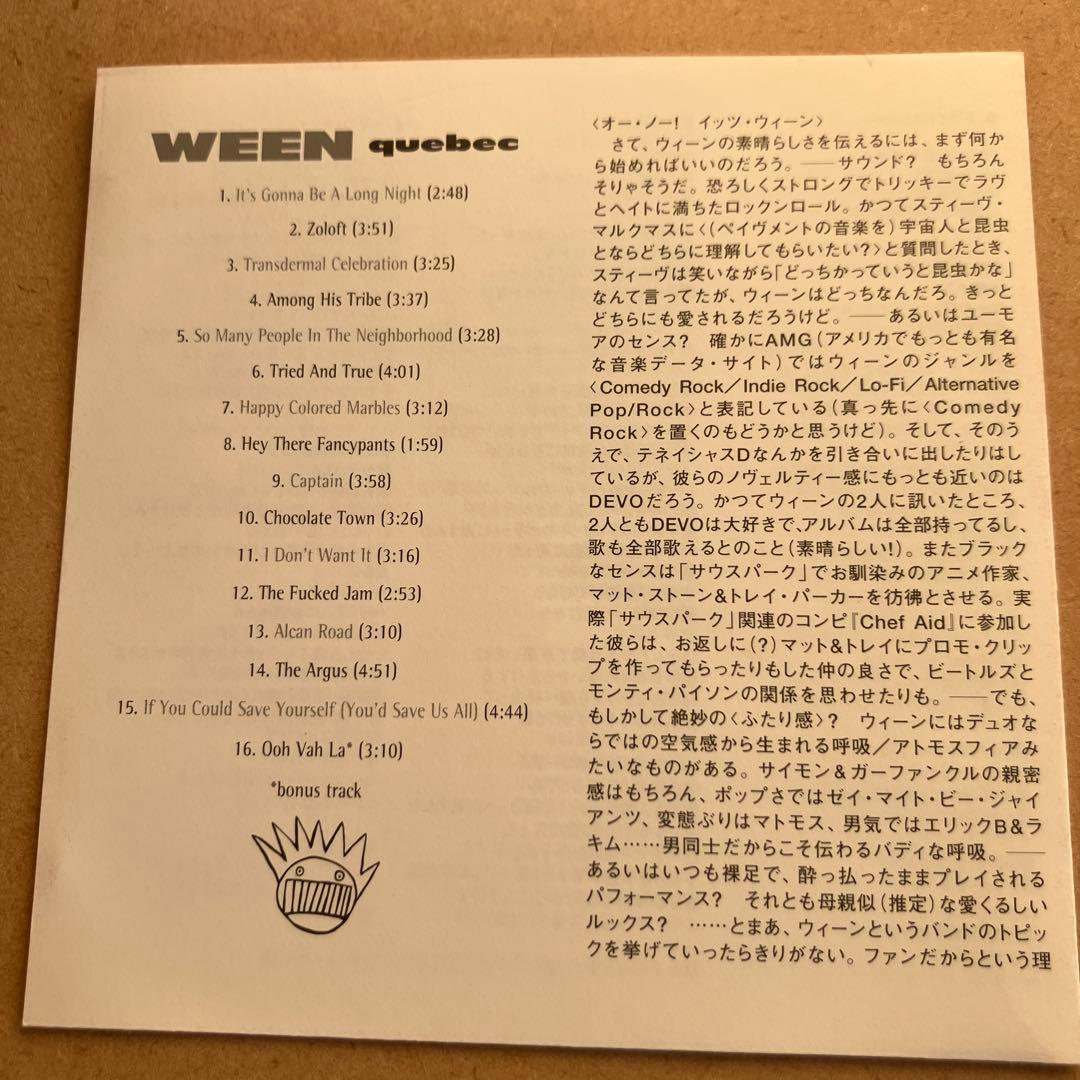 WEEN quebec
1. It's Gonna Be A Long Night (2:48)
2. Zoloft (3:51)
3. Transdermal Celebration (3:25)
4. Among His Tribe (3:37)
5. So Many People In The Neighborhood (3:28)
6. Tried And True (4:01)
7. Happy Colored Marbles (3:12)
8. Hey There Fancypants (1:59)
9. Captain (3:58)
10. Chocolate Town (3:26)
11. I Don't Want It (3:16)
12. The Fucked Jam (2:53)
13. Alcan Road (3:10)
14. The Argus (4:51)
15. If You Could Save Yourself (You'd Save Us All) (4:44)
16. Ooh Vah La* (3:10)
*bonus track
〈オー・ノー！　イッツ・ウィーン〉
さて、ウィーンの素晴らしさを伝えるには、まず何か
ら始めればいいのだろう。――サウンド？　もちろん
そりゃそうだ。恐ろしくストロングでトリッキーでラヴ
とヘイトに満ちたロックンロール。かつてスティーヴ・
マルクマスに〈(ペイヴメントの音楽を)宇宙人と昆虫
とならどちらに理解してもらいたい？〉と質問したとき、
スティーヴは笑いながら「どっちかっていうと昆虫かな」
なんて言ってたが、ウィーンはどっちなんだろ。きっと
どちらにも愛されるだろうけど。――あるいはユーモ
アのセンス？　確かにAMG(アメリカでもっとも有名
な音楽データ・サイト)ではウィーンのジャンルを
〈Comedy Rock／Indie Rock／Lo-Fi／Alternative
Pop/Rock〉と表記している(真っ先に〈Comedy
Rock〉を置くのもどうかと思うけど)。そして、そのう
えで、テネイシャスDなんかを引き合いに出したりはし
ているが、彼らのノヴェルティー感にもっとも近いのは
DEVOだろう。かつてウィーンの2人に訊いたところ、
2人ともDEVOは大好きで、アルバムは全部持ってるし、
歌も全部歌えるとのこと(素晴らしい!)。またブラック
なセンスは「サウスパーク」でお馴染みのアニメ作家、
マット・ストーン&トレイ・パーカーを彷彿とさせる。実
際「サウスパーク」関連のコンピ『Chef Aid』に参加し
た彼らは、お返しに(？)マット&トレイにプロモ・クリッ
プを作ってもらったりもした仲の良さで、ビートルズと
モンティ・パイソンの関係を思わせたりも。――でも、
もしかして絶妙の〈ふたり感〉？　ウィーンにはデュオな
らではの空気感から生まれる呼吸／アトモスフィアみ
たいなものがある。サイモン&ガーファンクルの親密
感はもちろん、ポップさではゼイ・マイト・ビー・ジャイ
アンツ、変態ぶりはマトモス、男気ではエリックB&ラ
キム……男同士だからこそ伝わるバディな呼吸。――
あるいはいつも裸足で、酔っ払ったままプレイされる
パフォーマンス？　それとも母親似(推定)な愛くるしい
ルックス？　……とまあ、ウィーンというバンドのトピッ
クを挙げていったらきりがない。ファンだからという理